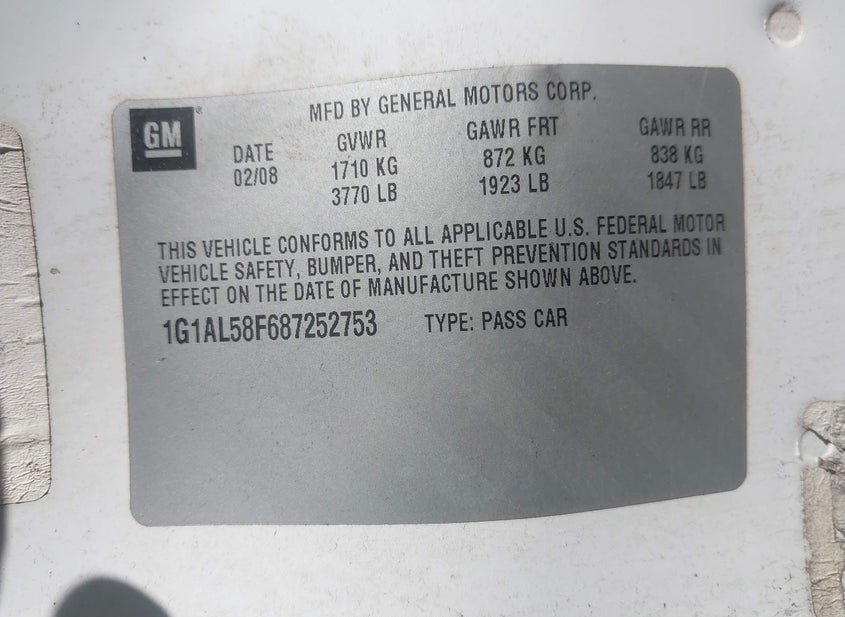 GM®
MFD BY GENERAL MOTORS CORP.
DATE GVWR GAWR FRT GAWR RR
02/08 1710 KG 872 KG 838 KG
3770 LB 1923 LB 1847 LB
THIS VEHICLE CONFORMS TO ALL APPLICABLE U.S. FEDERAL MOTOR
VEHICLE SAFETY, BUMPER, AND THEFT PREVENTION STANDARDS IN
EFFECT ON THE DATE OF MANUFACTURE SHOWN ABOVE.
1G1AL58F687252753 TYPE: PASS CAR